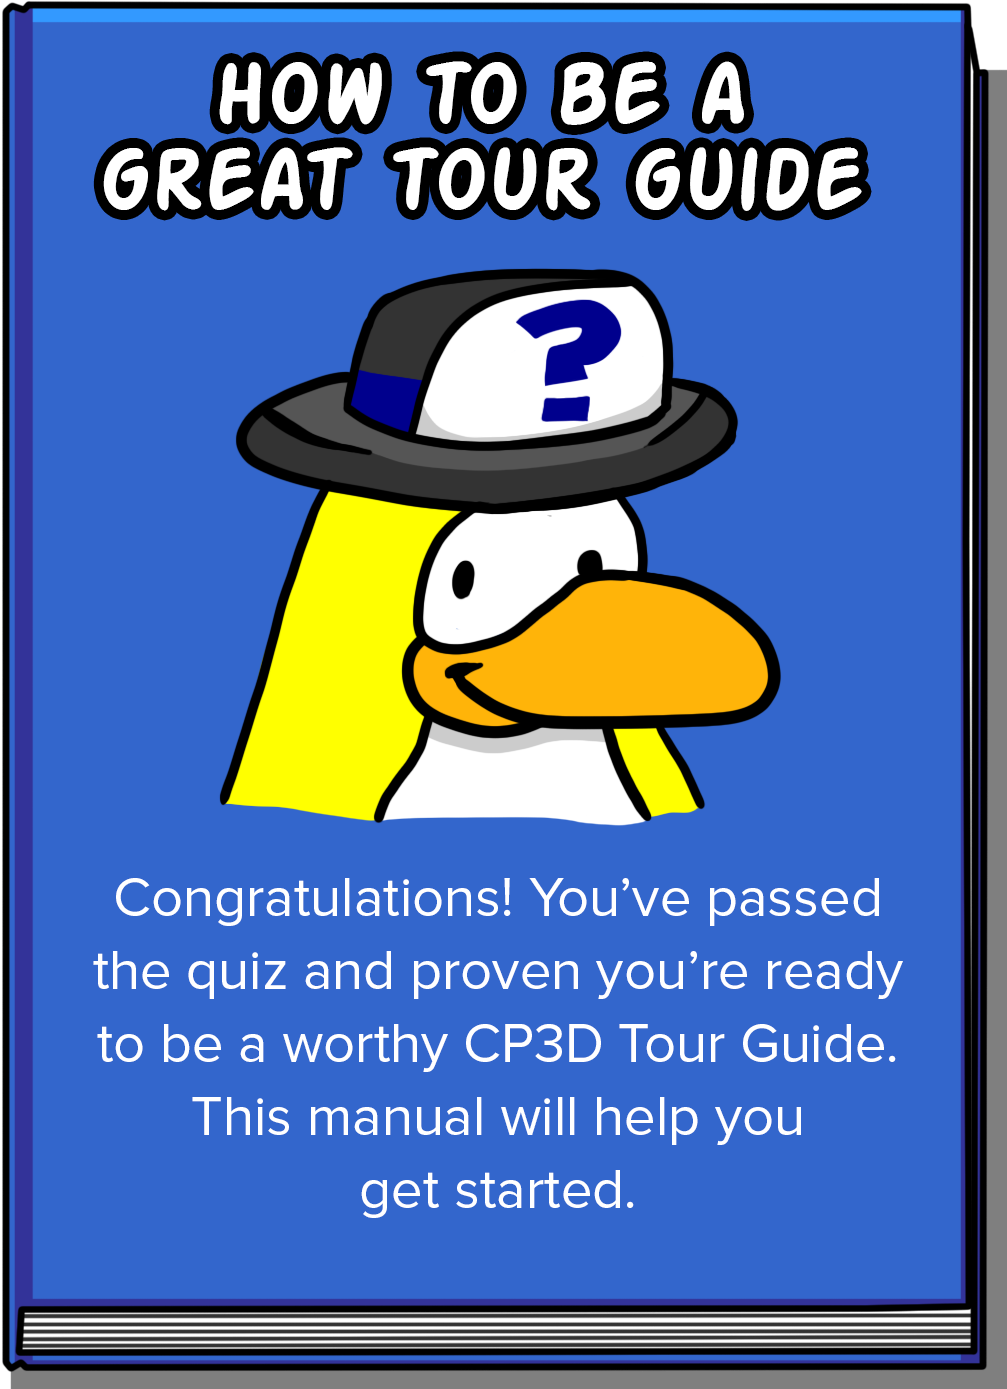 HOW TO BE A
GREAT TOUR GUIDE
?
Congratulations! You’ve passed
the quiz and proven you’re ready
to be a worthy CP3D Tour Guide.
This manual will help you
get started.